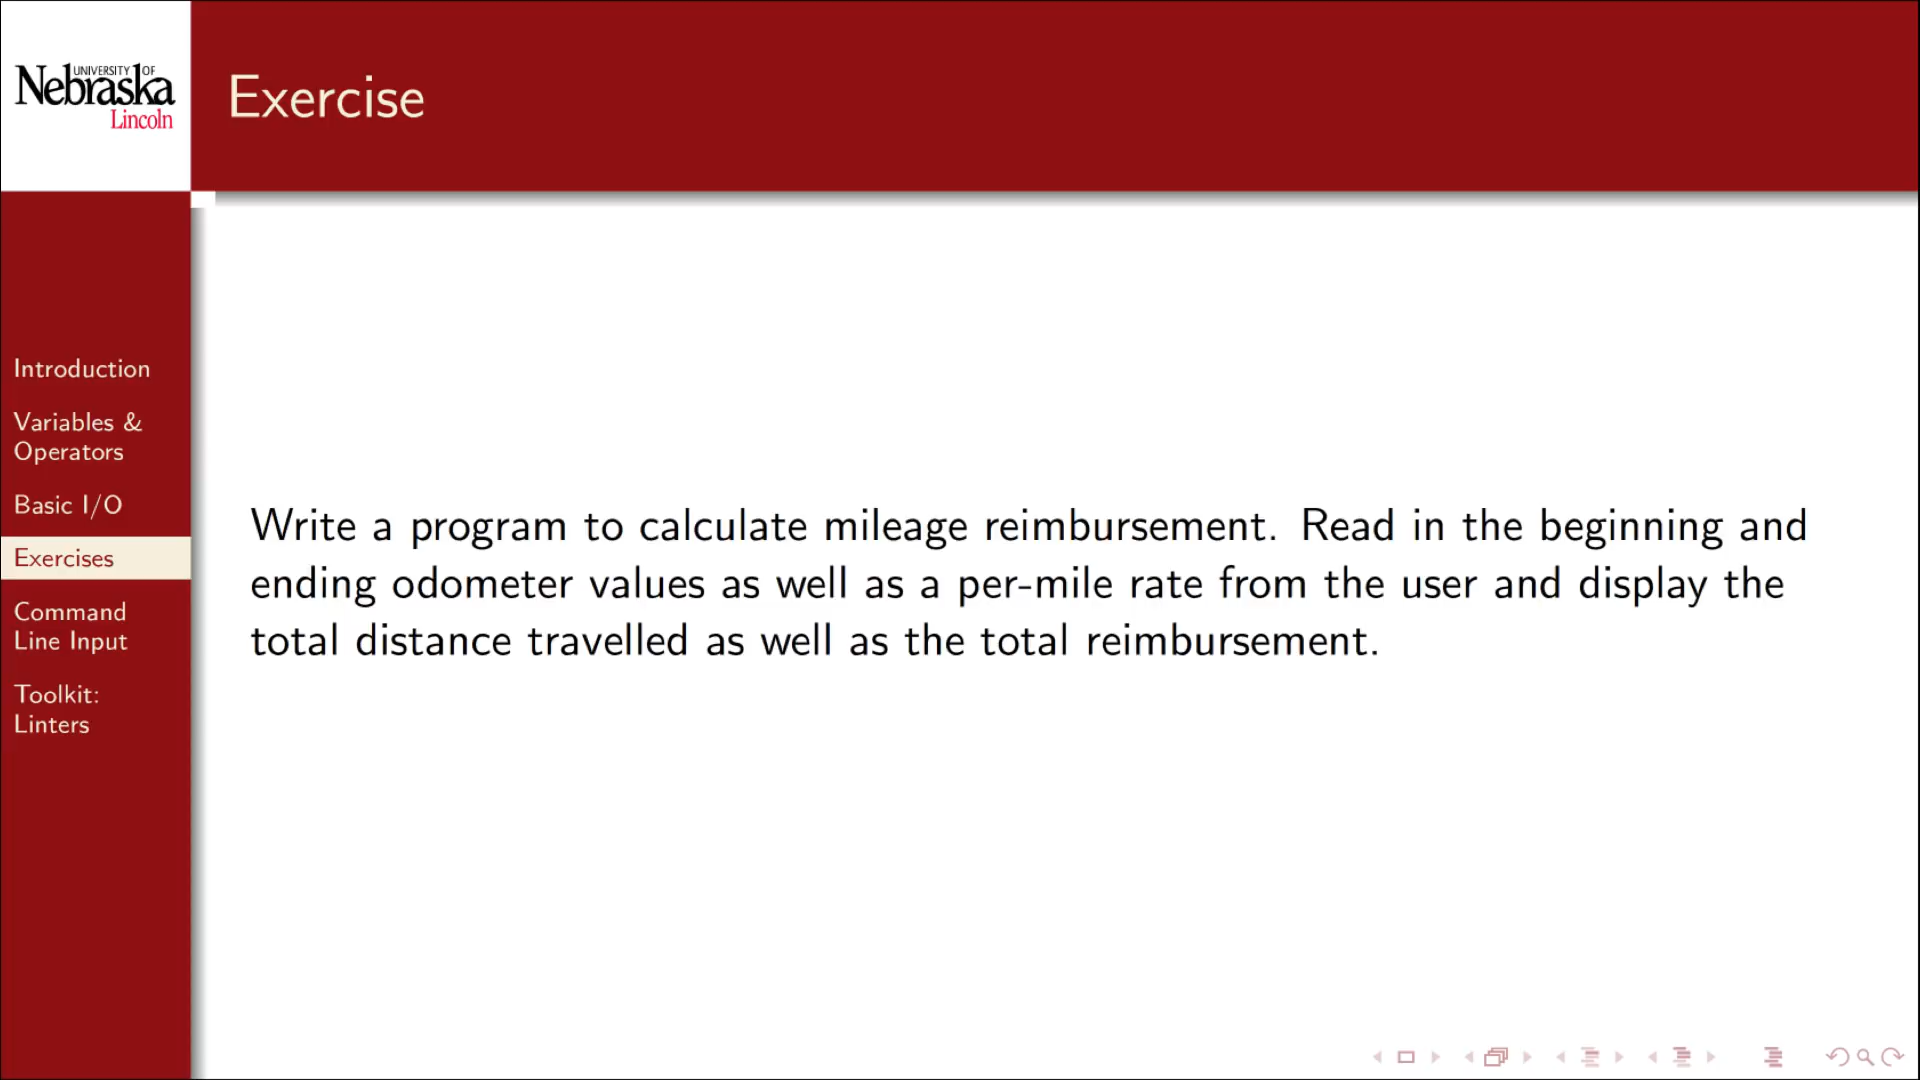 UNIVERSITY OF
Nebraska
Lincoln
Exercise
Introduction
Variables &
Operators
Basic I/O
Exercises
Command
Line Input
Toolkit:
Linters
Write a program to calculate mileage reimbursement. Read in the beginning and
ending odometer values as well as a per-mile rate from the user and display the
total distance travelled as well as the total reimbursement.